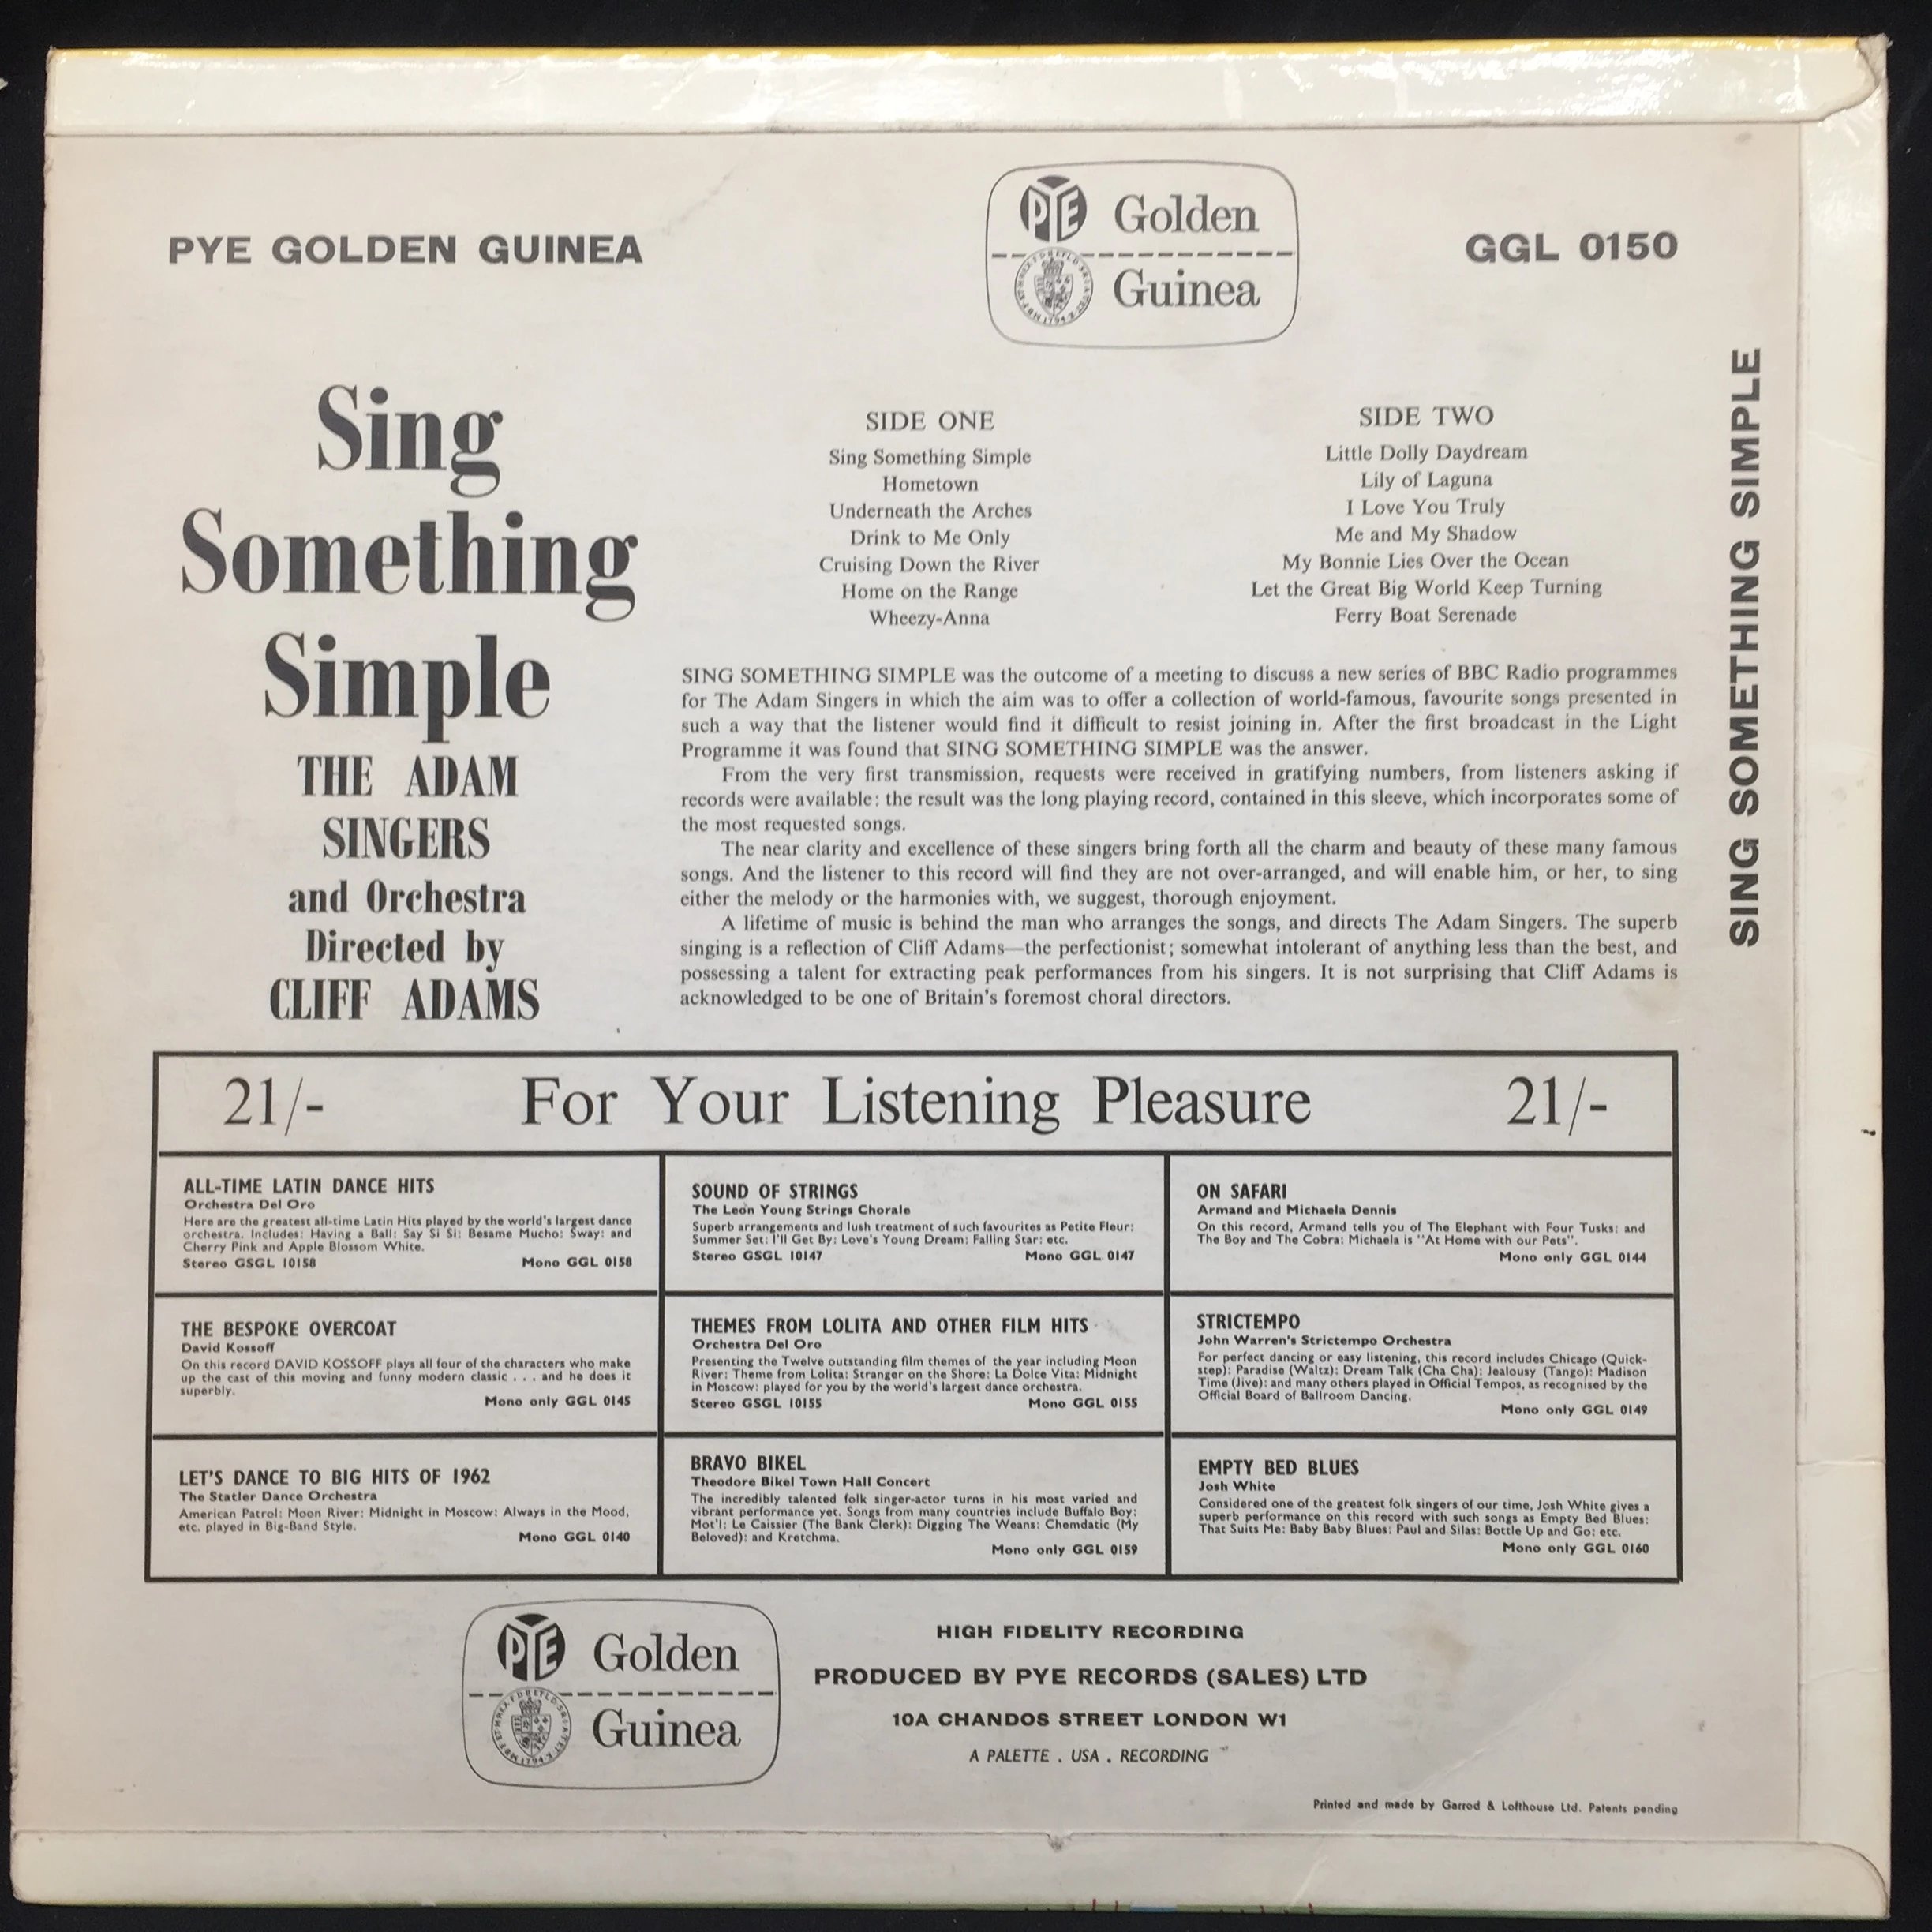 PYE GOLDEN GUINEA
PYE Golden
Guinea
GGL 0150
Sing
Something
Simple
THE ADAM
SINGERS
and Orchestra
Directed by
CLIFF ADAMS
SIDE ONE
Sing Something Simple
Hometown
Underneath the Arches
Drink to Me Only
Cruising Down the River
Home on the Range
Wheezy-Anna
SIDE TWO
Little Dolly Daydream
Lily of Laguna
I Love You Truly
Me and My Shadow
My Bonnie Lies Over the Ocean
Let the Great Big World Keep Turning
Ferry Boat Serenade
SING SOMETHING SIMPLE was the outcome of a meeting to discuss a new series of BBC Radio programmes
for The Adam Singers in which the aim was to offer a collection of world-famous, favourite songs presented in
such a way that the listener would find it difficult to resist joining in. After the first broadcast in the Light
Programme it was found that SING SOMETHING SIMPLE was the answer.
From the very first transmission, requests were received in gratifying numbers, from listeners asking if
records were available: the result was the long playing record, contained in this sleeve, which incorporates some of
the most requested songs.
The near clarity and excellence of these singers bring forth all the charm and beauty of these many famous
songs. And the listener to this record will find they are not over-arranged, and will enable him, or her, to sing
either the melody or the harmonies with, we suggest, thorough enjoyment.
A lifetime of music is behind the man who arranges the songs, and directs The Adam Singers. The superb
singing is a reflection of Cliff Adams—the perfectionist; somewhat intolerant of anything less than the best, and
possessing a talent for extracting peak performances from his singers. It is not surprising that Cliff Adams is
acknowledged to be one of Britain's foremost choral directors.
SING SOMETHING SIMPLE
21/- For Your Listening Pleasure 21/-
ALL-TIME LATIN DANCE HITS
Orchestra Del Oro
Here are the greatest all-time Latin Hits played by the world's largest dance
orchestra. Includes: Having a Ball: Say Si Si: Besame Mucho: Sway: and
Cherry Pink and Apple Blossom White.
Stereo GSGL 10158 Mono GGL 0158
SOUND OF STRINGS
The Leon Young Strings Chorale
Superb arrangements and lush treatment of such favourites as Petite Fleur:
Summer Set: I'll Get By: Love's Young Dream: Falling Star: etc.
Stereo GSGL 10147 Mono GGL 0147
ON SAFARI
Armand and Michaela Dennis
On this record, Armand tells you of The Elephant with Four Tusks: and
The Boy and The Cobra: Michaela is "At Home with our Pets".
Mono only GGL 0144
THE BESPOKE OVERCOAT
David Kossoff
On this record DAVID KOSSOFF plays all four of the characters who make
up the cast of this moving and funny modern classic . . . and he does it
superbly.
Mono only GGL 0145
THEMES FROM LOLITA AND OTHER FILM HITS
Orchestra Del Oro
Presenting the Twelve outstanding film themes of the year including Moon
River: Theme from Lolita: Stranger on the Shore: La Dolce Vita: Midnight
in Moscow: played for you by the world's largest dance orchestra.
Stereo GSGL 10155 Mono GGL 0155
STRICTEMPO
John Warren's Strictempo Orchestra
For perfect dancing or easy listening, this record includes Chicago (Quick-
step): Paradise (Waltz): Dream Talk (Cha Cha): Jealousy (Tango): Madison
Time (Jive): and many others played in Official Tempos, as recognised by the
Official Board of Ballroom Dancing.
Mono only GGL 0149
LET'S DANCE TO BIG HITS OF 1962
The Statler Dance Orchestra
American Patrol: Moon River: Midnight in Moscow: Always in the Mood,
etc. played in Big-Band Style.
Mono GGL 0140
BRAVO BIKEL
Theodore Bikel Town Hall Concert
The incredibly talented folk singer-actor turns in his most varied and
vibrant performance yet. Songs from many countries include Buffalo Boy:
Mot'l: Le Caissier (The Bank Clerk): Digging The Weans: Chemdatic (My
Beloved): and Kretchma.
Mono only GGL 0159
EMPTY BED BLUES
Josh White
Considered one of the greatest folk singers of our time, Josh White gives a
superb performance on this record with such songs as Empty Bed Blues:
That Suits Me: Baby Baby Blues: Paul and Silas: Bottle Up and Go: etc.
Mono only GGL 0160
PYE Golden
Guinea
HIGH FIDELITY RECORDING
PRODUCED BY PYE RECORDS (SALES) LTD
10A CHANDOS STREET LONDON W1
A PALETTE . USA . RECORDING
Printed and made by Garrod & Lofthouse Ltd. Patents pending